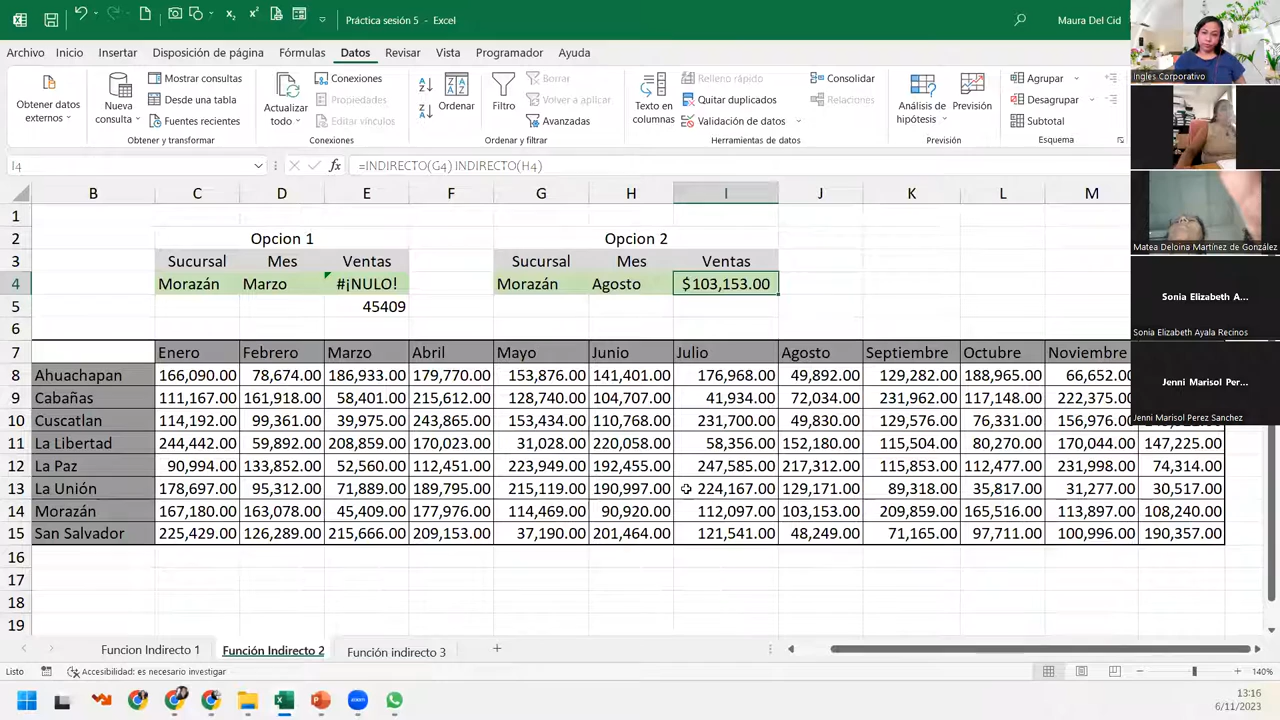 Práctica sesión 5 - Excel
Maura Del Cid
Archivo Inicio Insertar Disposición de página Fórmulas Datos Revisar Vista Programador Ayuda
Obtener datos externos
Nueva consulta
Mostrar consultas
Desde una tabla
Fuentes recientes
Obtener y transformar
Actualizar todo
Conexiones
Propiedades
Editar vínculos
Conexiones
Ordenar
Filtro
Borrar
Volver a aplicar
Avanzadas
Ordenar y filtrar
Texto en columnas
Relleno rápido
Quitar duplicados
Validación de datos
Consolidar
Relaciones
Herramientas de datos
Análisis de hipótesis
Previsión
Previsión
Agrupar
Desagrupar
Subtotal
Esquema
I4 fx =INDIRECTO(G4) INDIRECTO(H4)
B C D E F G H I J K L M
1
2 Opcion 1 Opcion 2
3 Sucursal Mes Ventas Sucursal Mes Ventas
4 Morazán Marzo #¡NULO! Morazán Agosto $103,153.00
5 45409
6
7 Enero Febrero Marzo Abril Mayo Junio Julio Agosto Septiembre Octubre Noviembre
8 Ahuachapan 166,090.00 78,674.00 186,933.00 179,770.00 153,876.00 141,401.00 176,968.00 49,892.00 129,282.00 188,965.00 66,652.00
9 Cabañas 111,167.00 161,918.00 58,401.00 215,612.00 128,740.00 104,707.00 41,934.00 72,034.00 231,962.00 117,148.00 222,375.00
10 Cuscatlan 114,192.00 99,361.00 39,975.00 243,865.00 153,434.00 110,768.00 231,700.00 49,830.00 129,576.00 76,331.00 156,976.00
11 La Libertad 244,442.00 59,892.00 208,859.00 170,017.00 31,028.00 220,058.00 58,356.00 152,180.00 115,504.00 80,270.00 170,044.00 147,225.00
12 La Paz 90,994.00 133,852.00 52,560.00 112,451.00 223,949.00 192,455.00 247,585.00 217,312.00 115,853.00 112,477.00 231,998.00 74,314.00
13 La Unión 178,697.00 95,312.00 71,889.00 189,795.00 215,119.00 190,997.00 224,167.00 129,171.00 89,318.00 35,817.00 31,277.00 30,517.00
14 Morazán 167,180.00 163,078.00 45,409.00 177,976.00 114,469.00 90,920.00 112,097.00 103,153.00 209,859.00 165,516.00 113,897.00 108,240.00
15 San Salvador 225,429.00 126,289.00 215,666.00 209,153.00 37,190.00 201,464.00 121,541.00 48,249.00 71,165.00 97,711.00 100,996.00 190,357.00
16
17
18
19
Funcion Indirecto 1 Función Indirecto 2 Función indirecto 3
Listo Accesibilidad: es necesario investigar 140%
13:16
6/11/2023
Ingles Corporativo
Matea Deloina Martínez de González
Sonia Elizabeth A...
Sonia Elizabeth Ayala Recinos
Jenni Marisol Per...
Jenni Marisol Perez Sanchez
zoom